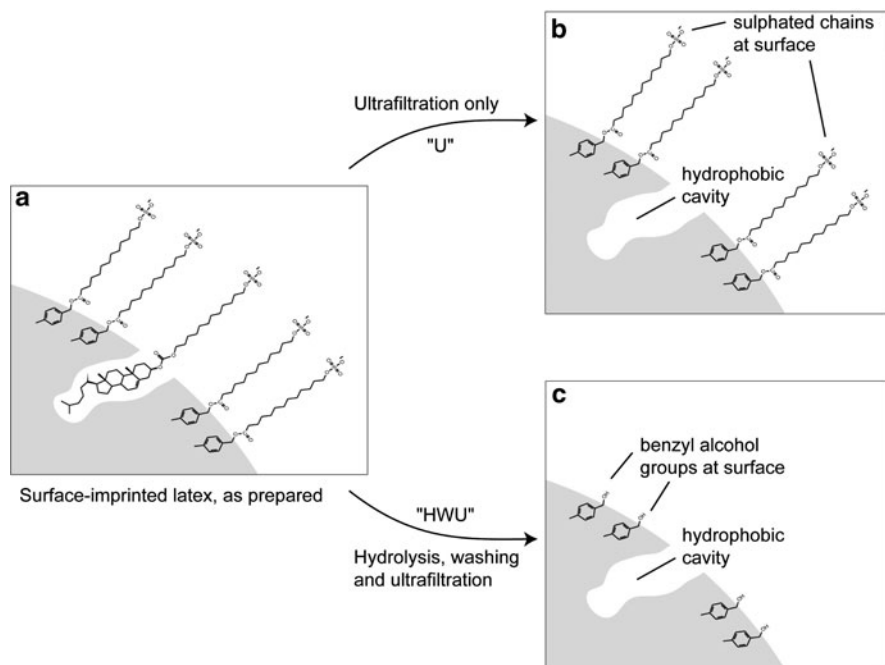 a
Surface-imprinted latex, as prepared
Ultrafiltration only
"U"
"HWU"
Hydrolysis, washing
and ultrafiltration
b
sulphated chains
at surface
hydrophobic
cavity
c
benzyl alcohol
groups at surface
hydrophobic
cavity